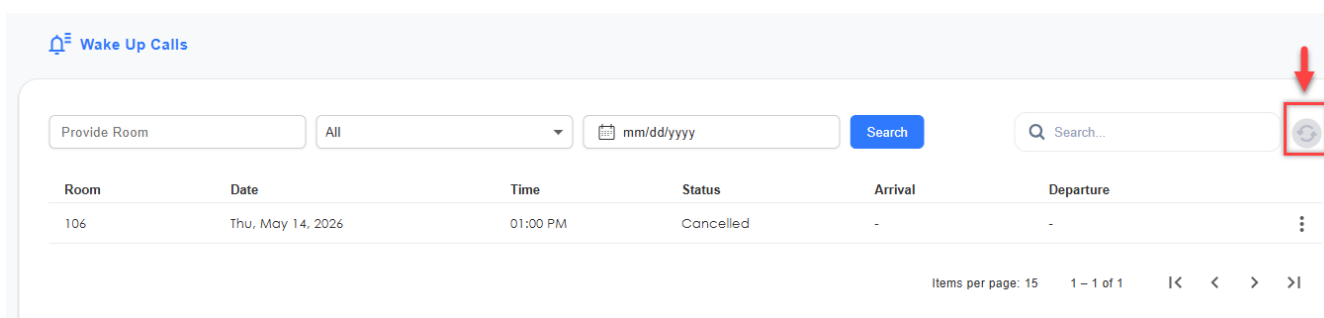 Wake Up Calls
Provide Room All mm/dd/yyyy Search Search...
Room Date Time Status Arrival Departure
106 Thu, May 14, 2026 01:00 PM Cancelled - -
Items per page: 15 1 – 1 of 1